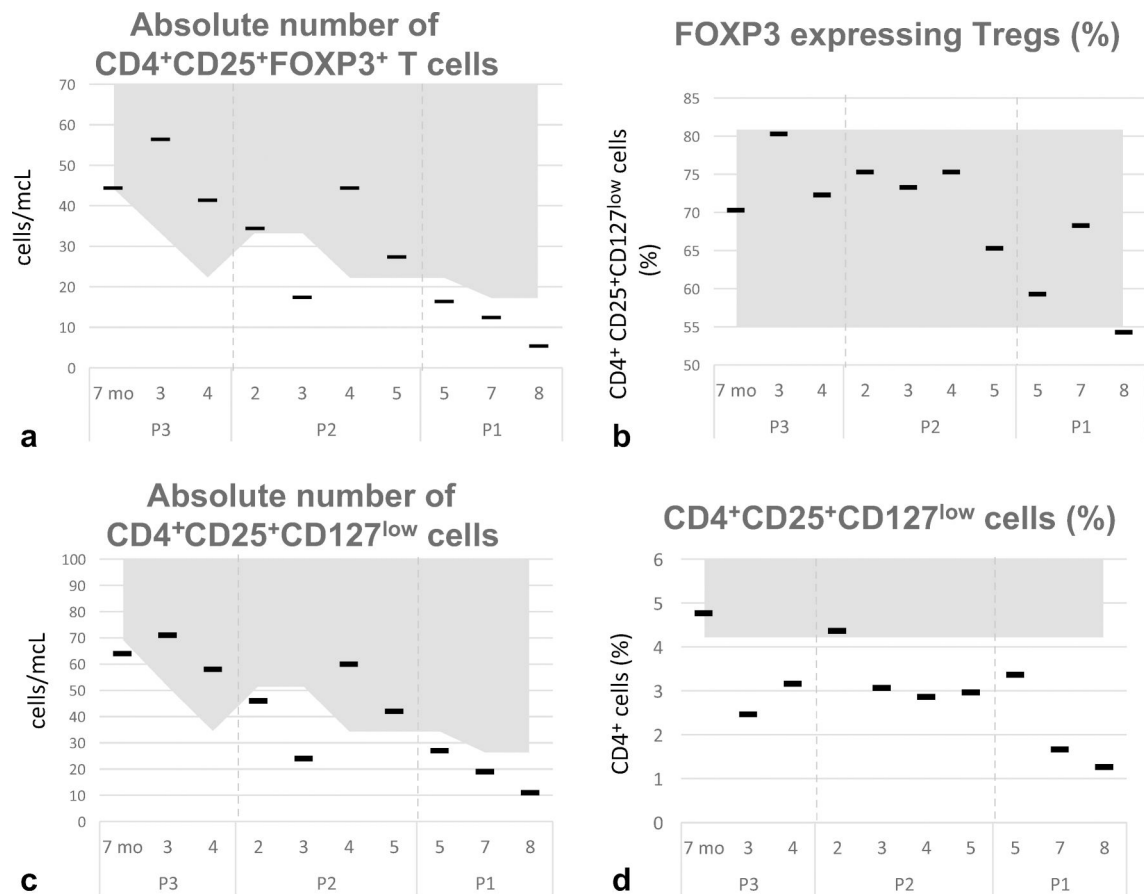 Absolute number of
CD4⁺CD25⁺FOXP3⁺ T cells
cells/mcL
70
60
50
40
30
20
10
0
7 mo 3 4 2 3 4 5 5 7 8
P3 P2 P1
a
FOXP3 expressing Tregs (%)
CD4⁺ CD25⁺CD127ˡᵒʷ cells
(%)
85
80
75
70
65
60
55
50
7 mo 3 4 2 3 4 5 5 7 8
P3 P2 P1
b
Absolute number of
CD4⁺CD25⁺CD127ˡᵒʷ cells
cells/mcL
100
90
80
70
60
50
40
30
20
10
0
7 mo 3 4 2 3 4 5 5 7 8
P3 P2 P1
c
CD4⁺CD25⁺CD127ˡᵒʷ cells (%)
CD4⁺ cells (%)
6
5
4
3
2
1
0
7 mo 3 4 2 3 4 5 5 7 8
P3 P2 P1
d